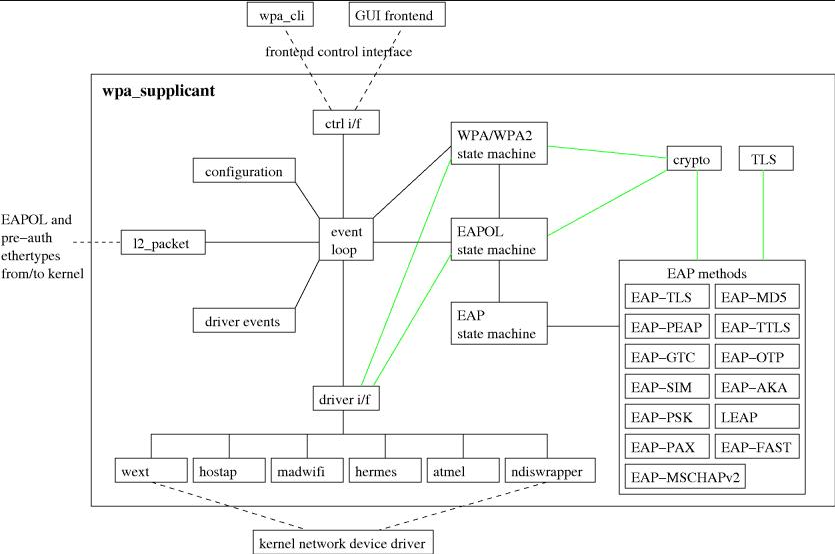 wpa_cli
GUI frontend
frontend control interface
wpa_supplicant
ctrl i/f
WPA/WPA2
state machine
crypto
TLS
configuration
EAPOL and
pre−auth
ethertypes
from/to kernel
l2_packet
event
loop
EAPOL
state machine
driver events
EAP
state machine
EAP methods
EAP−TLS
EAP−MD5
EAP−PEAP
EAP−TTLS
EAP−GTC
EAP−OTP
EAP−SIM
EAP−AKA
EAP−PSK
LEAP
EAP−PAX
EAP−FAST
EAP−MSCHAPv2
driver i/f
wext
hostap
madwifi
hermes
atmel
ndiswrapper
kernel network device driver